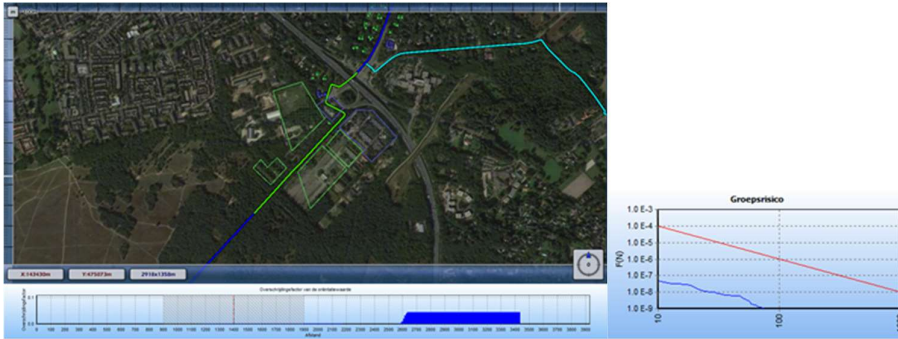 X:143430m
Y:475073m
2918x1358m
Overschrijdingsfactor van de oriëntatiewaarde
Overschrijdingsfactor
0.1
0.0
0 100 200 300 400 500 600 700 800 900 1000 1100 1200 1300 1400 1500 1600 1700 1800 1900 2000 2100 2200 2300 2400 2500 2600 2700 2800 2900 3000 3100 3200 3300 3400 3500 3600 3700 3800 3900
Afstand
Groepsrisico
F(N)
1.0 E-3
1.0 E-4
1.0 E-5
1.0 E-6
1.0 E-7
1.0 E-8
1.0 E-9
10
100